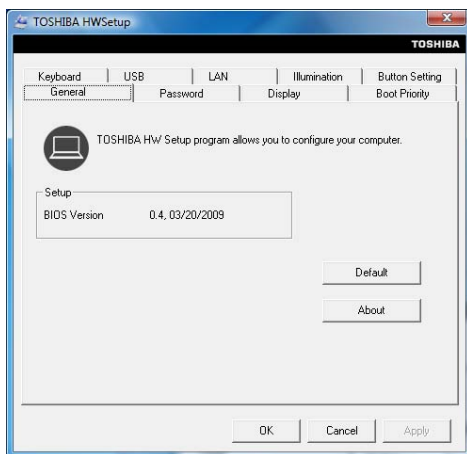 TOSHIBA HWSetup
TOSHIBA
Keyboard USB LAN Illumination Button Setting
General Password Display Boot Priority
TOSHIBA HW Setup program allows you to configure your computer.
Setup
BIOS Version 0.4, 03/20/2009
Default
About
OK Cancel Apply